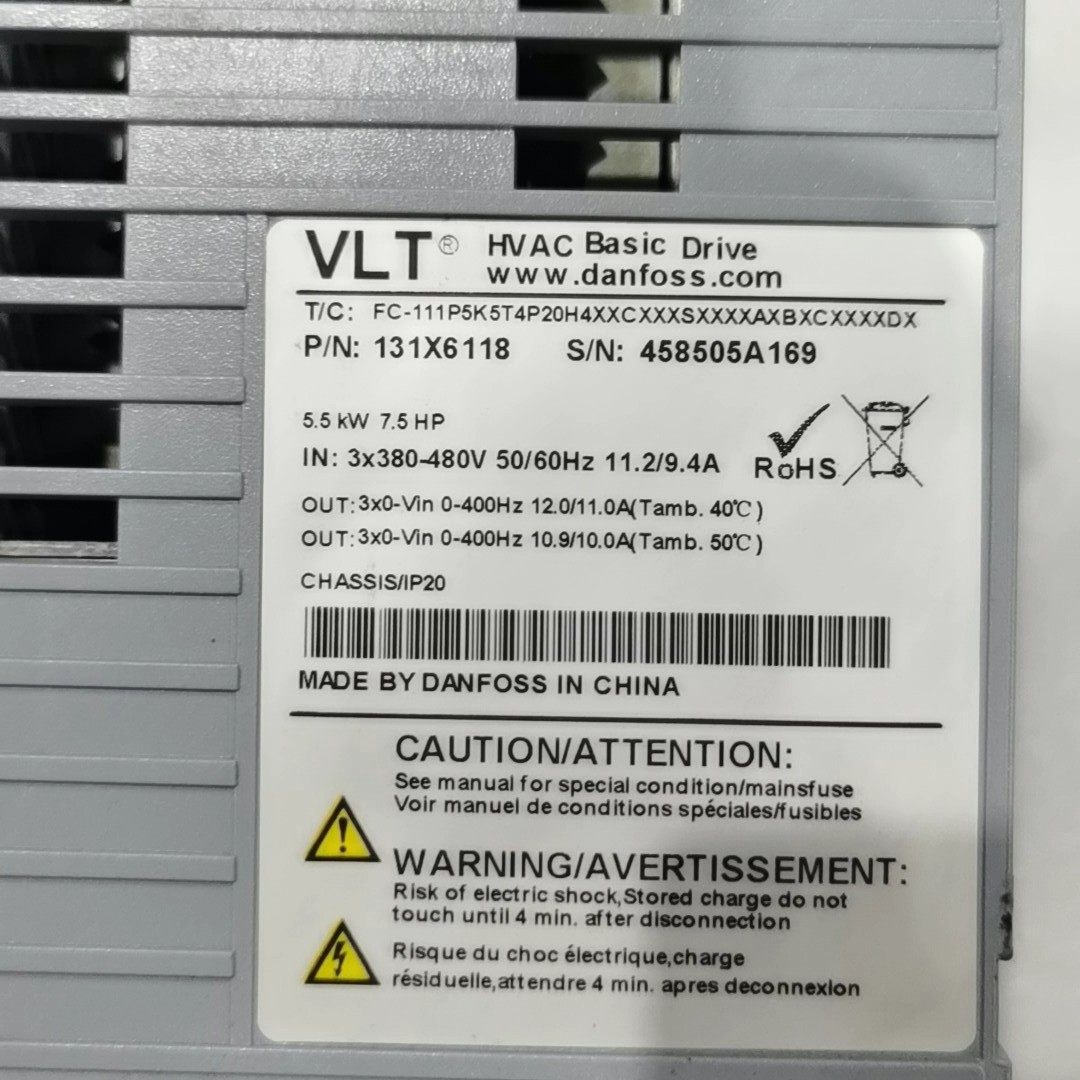 VLT® HVAC Basic Drive
www.danfoss.com
T/C: FC-111P5K5T4P20H4XXCXXXSXXXXAXBXCXXXXDX
P/N: 131X6118 S/N: 458505A169
5.5 kW 7.5 HP
IN: 3x380-480V 50/60Hz 11.2/9.4A
RoHS
OUT:3x0-Vin 0-400Hz 12.0/11.0A(Tamb. 40℃)
OUT:3x0-Vin 0-400Hz 10.9/10.0A(Tamb. 50℃)
CHASSIS/IP20
MADE BY DANFOSS IN CHINA
CAUTION/ATTENTION:
See manual for special condition/mainsfuse
Voir manuel de conditions spéciales/fusibles
WARNING/AVERTISSEMENT:
Risk of electric shock,Stored charge do not
touch until 4 min. after disconnection
Risque du choc électrique,charge
résiduelle,attendre 4 min. apres deconnexion